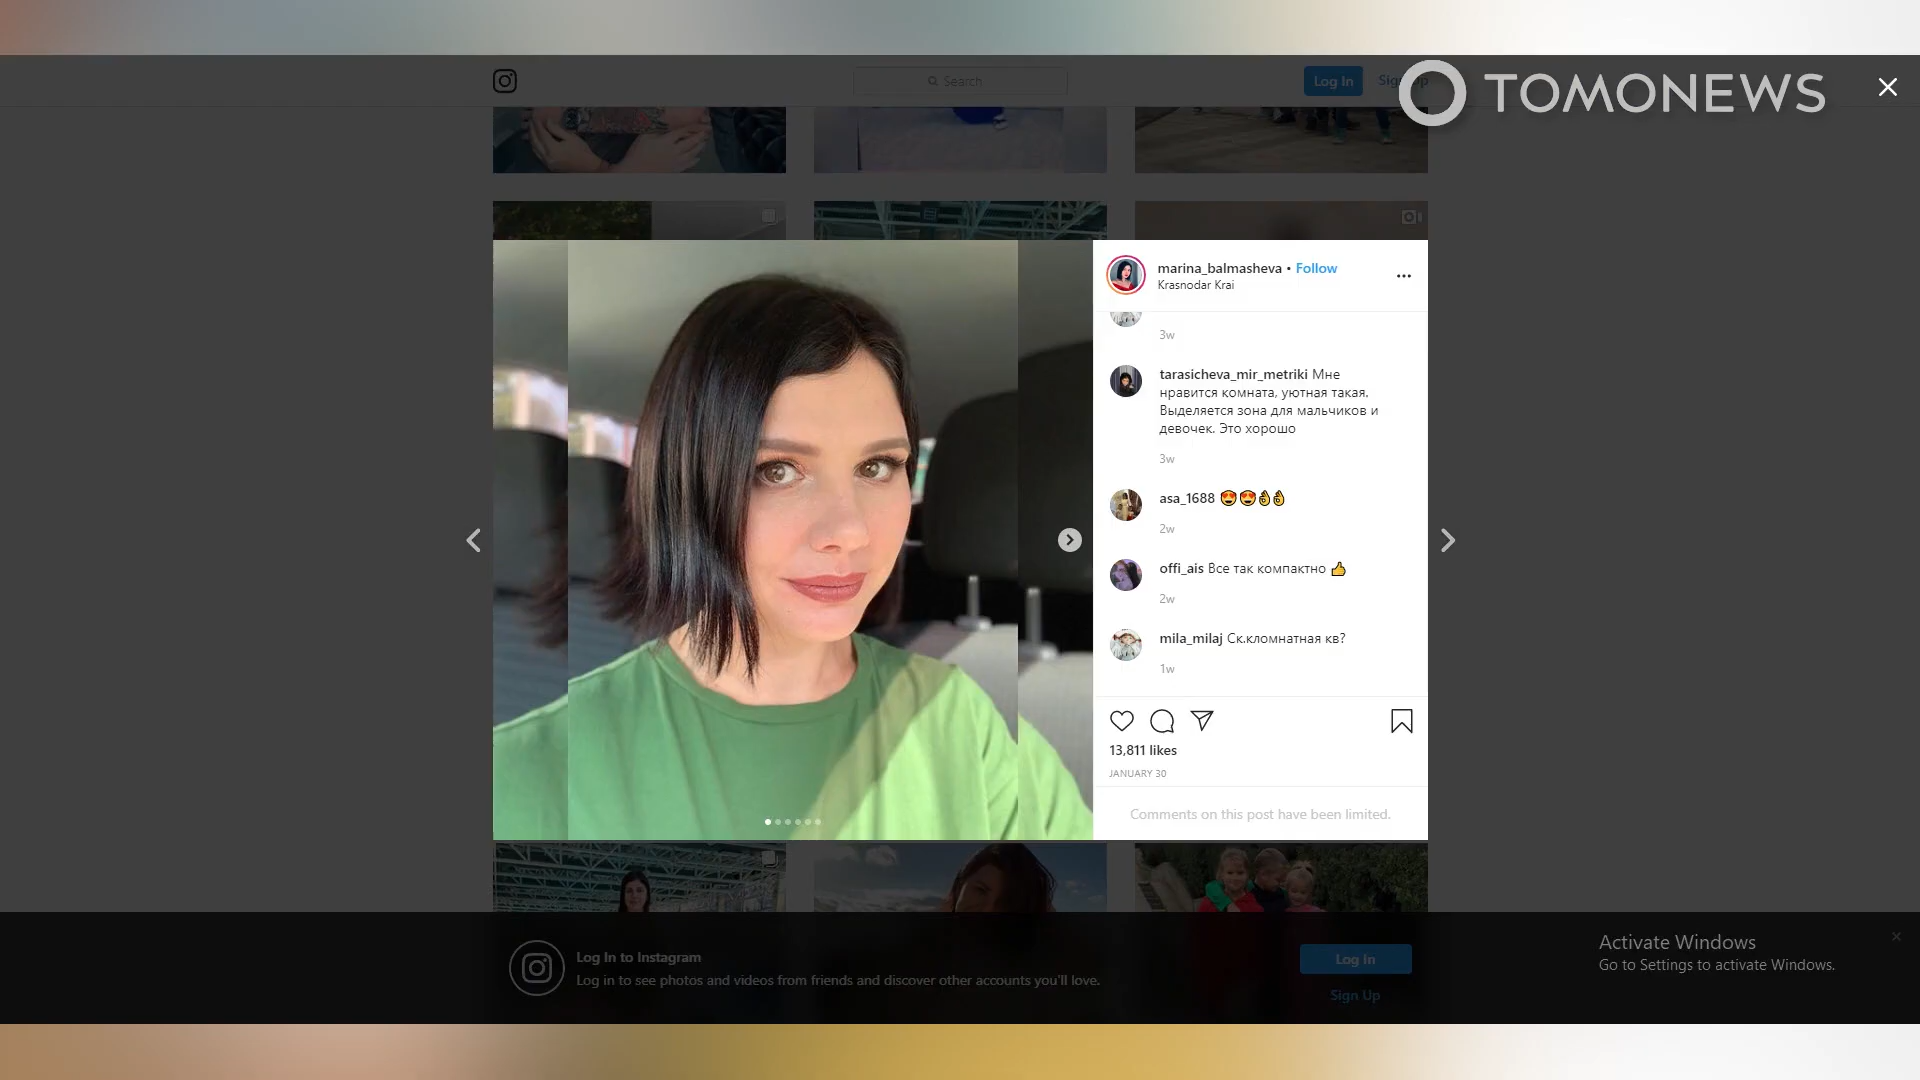 Search
Log In
Sign Up
TOMONEWS
marina_balmasheva • Follow
Krasnodar Krai
3w
tarasicheva_mir_metriki Мне
нравится комната, уютная такая.
Выделяется зона для мальчиков и
девочек. Это хорошо
3w
asa_1688 😍😍👌👌
2w
offi_ais Все так компактно 👍
2w
mila_milaj Ск.кломнатная кв?
1w
13,811 likes
JANUARY 30
Comments on this post have been limited.
Log In to Instagram
Log in to see photos and videos from friends and discover other accounts you'll love.
Log In
Sign Up
Activate Windows
Go to Settings to activate Windows.